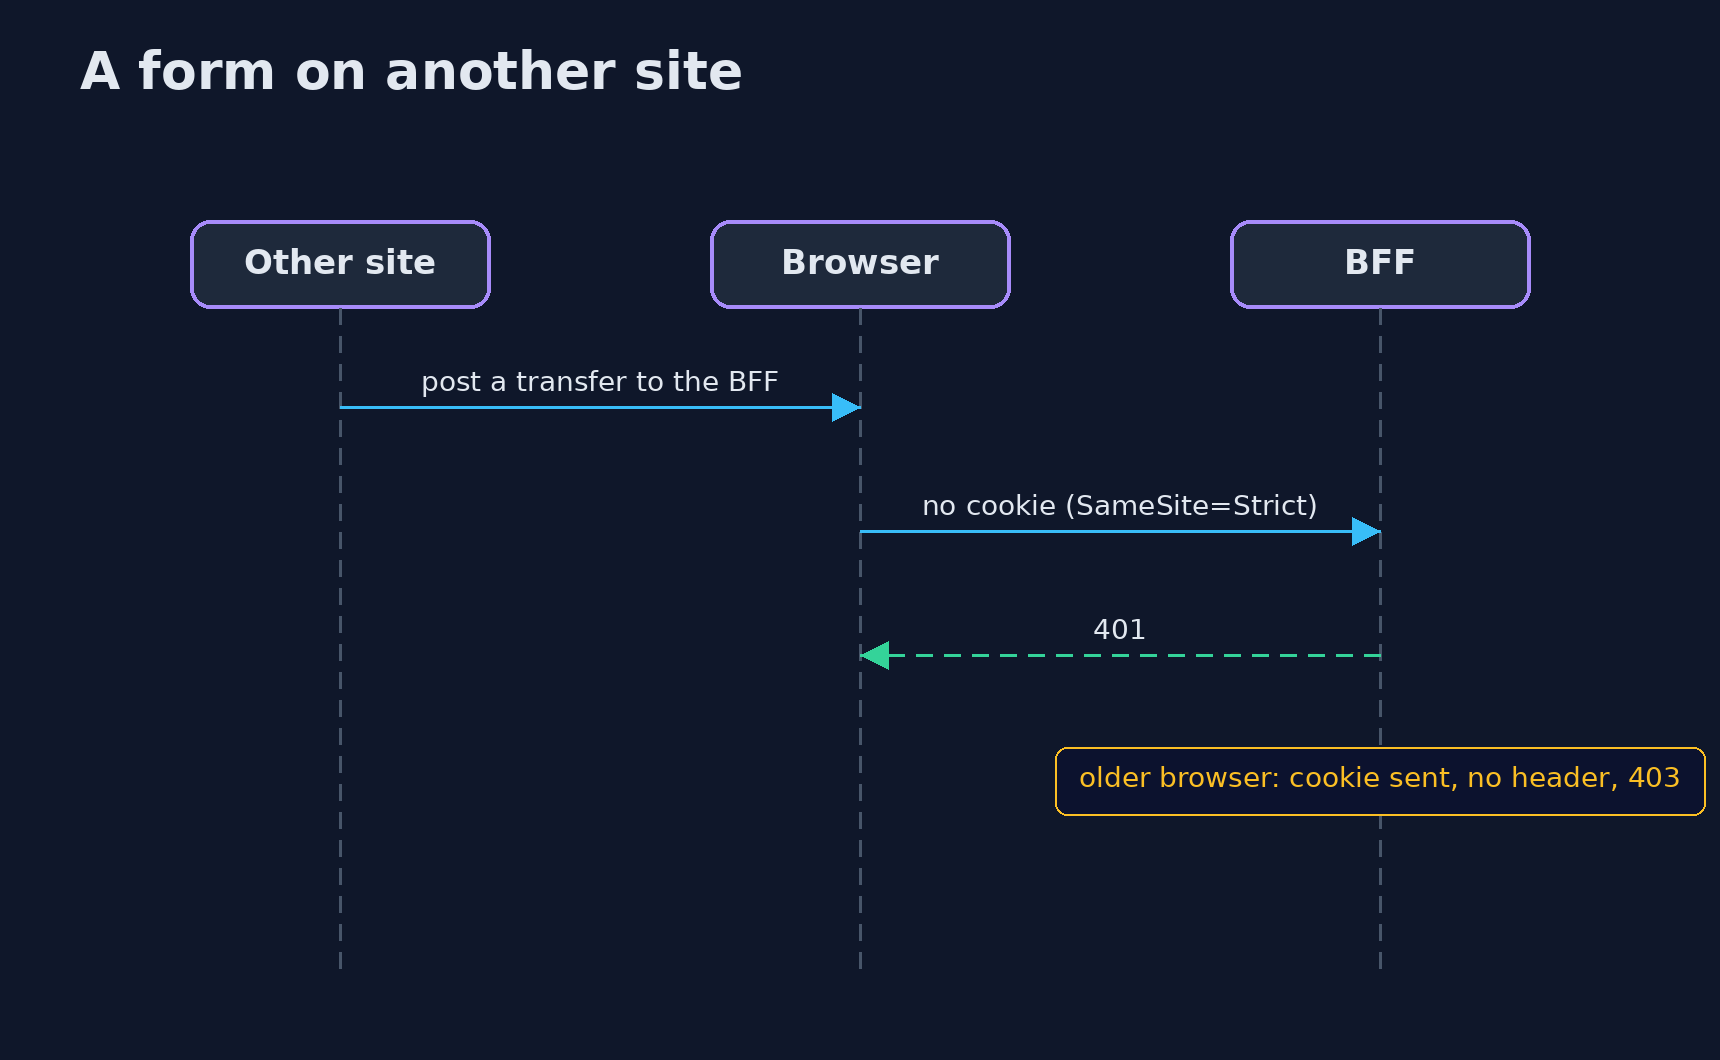 A form on another site
Other site
Browser
BFF
post a transfer to the BFF
no cookie (SameSite=Strict)
401
older browser: cookie sent, no header, 403